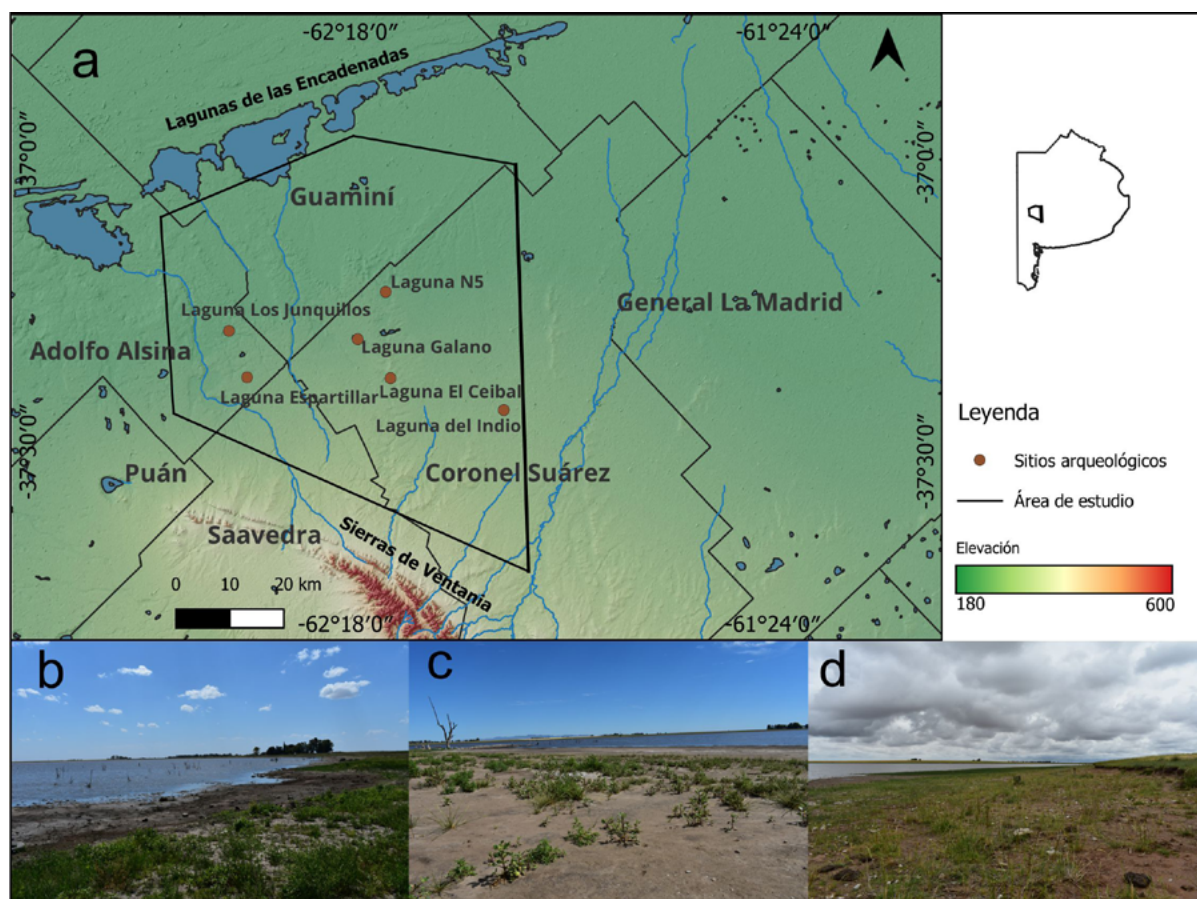 a
-62°18′0″
-61°24′0″
Lagunas de las Encadenadas
-37°0′0″
-37°0′0″
Guaminí
Laguna N5
General La Madrid
Laguna Los Junquillos
Adolfo Alsina
Laguna Galano
Laguna Espartillar
Laguna El Ceibal
Laguna del Indio
-37°30′0″
-37°30′0″
Puán
Coronel Suárez
Saavedra
Sierras de Ventania
0 10 20 km
-62°18′0″
-61°24′0″
Leyenda
Sitios arqueológicos
Área de estudio
Elevación
180 600
b
c
d